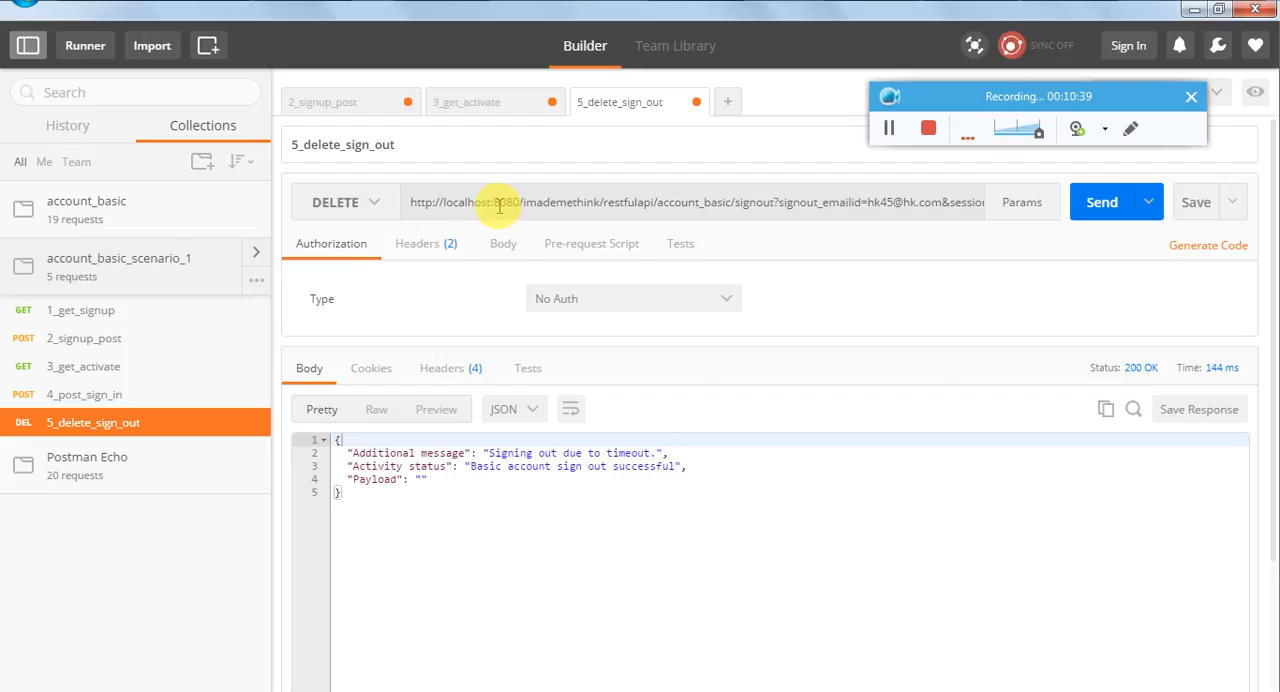 Runner
Import
Builder
Team Library
SYNC OFF
Sign In
Search
History
Collections
All Me Team
account_basic
19 requests
account_basic_scenario_1
5 requests
GET 1_get_signup
POST 2_signup_post
GET 3_get_activate
POST 4_post_sign_in
DEL 5_delete_sign_out
Postman Echo
20 requests
2_signup_post
3_get_activate
5_delete_sign_out
+
Recording... 00:10:39
5_delete_sign_out
DELETE
http://localhost:8080/imademethink/restfulapi/account_basic/signout?signout_emailid=hk45@hk.com&session
Params
Send
Save
Authorization
Headers (2)
Body
Pre-request Script
Tests
Generate Code
Type
No Auth
Body
Cookies
Headers (4)
Tests
Status: 200 OK
Time: 144 ms
Pretty
Raw
Preview
JSON
Save Response
1 {
2 "Additional message": "Signing out due to timeout.",
3 "Activity status": "Basic account sign out successful",
4 "Payload": ""
5 }